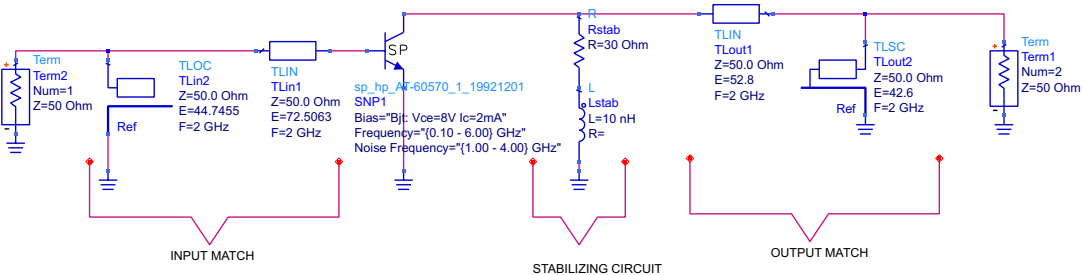 Term
Term2
Num=1
Z=50 Ohm
TLOC
TLin2
Z=50.0 Ohm
E=44.7455
F=2 GHz
Ref
TLIN
TLin1
Z=50.0 Ohm
E=72.5063
F=2 GHz
SP
sp_hp_AT-60570_1_19921201
SNP1
Bias="Bjt: Vce=8V Ic=2mA"
Frequency="{0.10 - 6.00} GHz"
Noise Frequency="{1.00 - 4.00} GHz"
R
Rstab
R=30 Ohm
L
Lstab
L=10 nH
R=
TLIN
TLout1
Z=50.0 Ohm
E=52.8
F=2 GHz
TLSC
TLout2
Z=50.0 Ohm
E=42.6
F=2 GHz
Ref
Term
Term1
Num=2
Z=50 Ohm
INPUT MATCH
STABILIZING CIRCUIT
OUTPUT MATCH